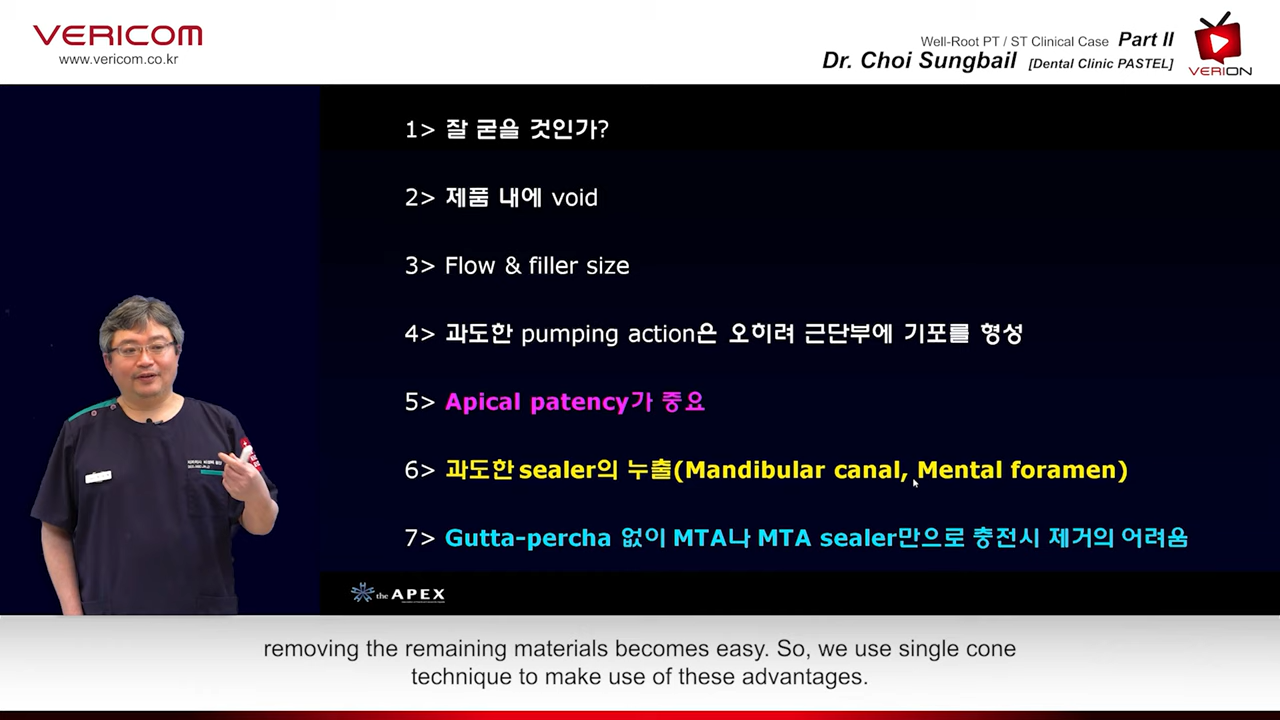 VERICOM
www.vericom.co.kr
Well-Root PT / ST Clinical Case Part II
Dr. Choi Sungbail [Dental Clinic PASTEL]
VERION
1> 잘 굳을 것인가?
2> 제품 내에 void
3> Flow & filler size
4> 과도한 pumping action은 오히려 근단부에 기포를 형성
5> Apical patency가 중요
6> 과도한 sealer의 누출(Mandibular canal, Mental foramen)
7> Gutta-percha 없이 MTA나 MTA sealer만으로 충전시 제거의 어려움
the APEX
removing the remaining materials becomes easy. So, we use single cone
technique to make use of these advantages.